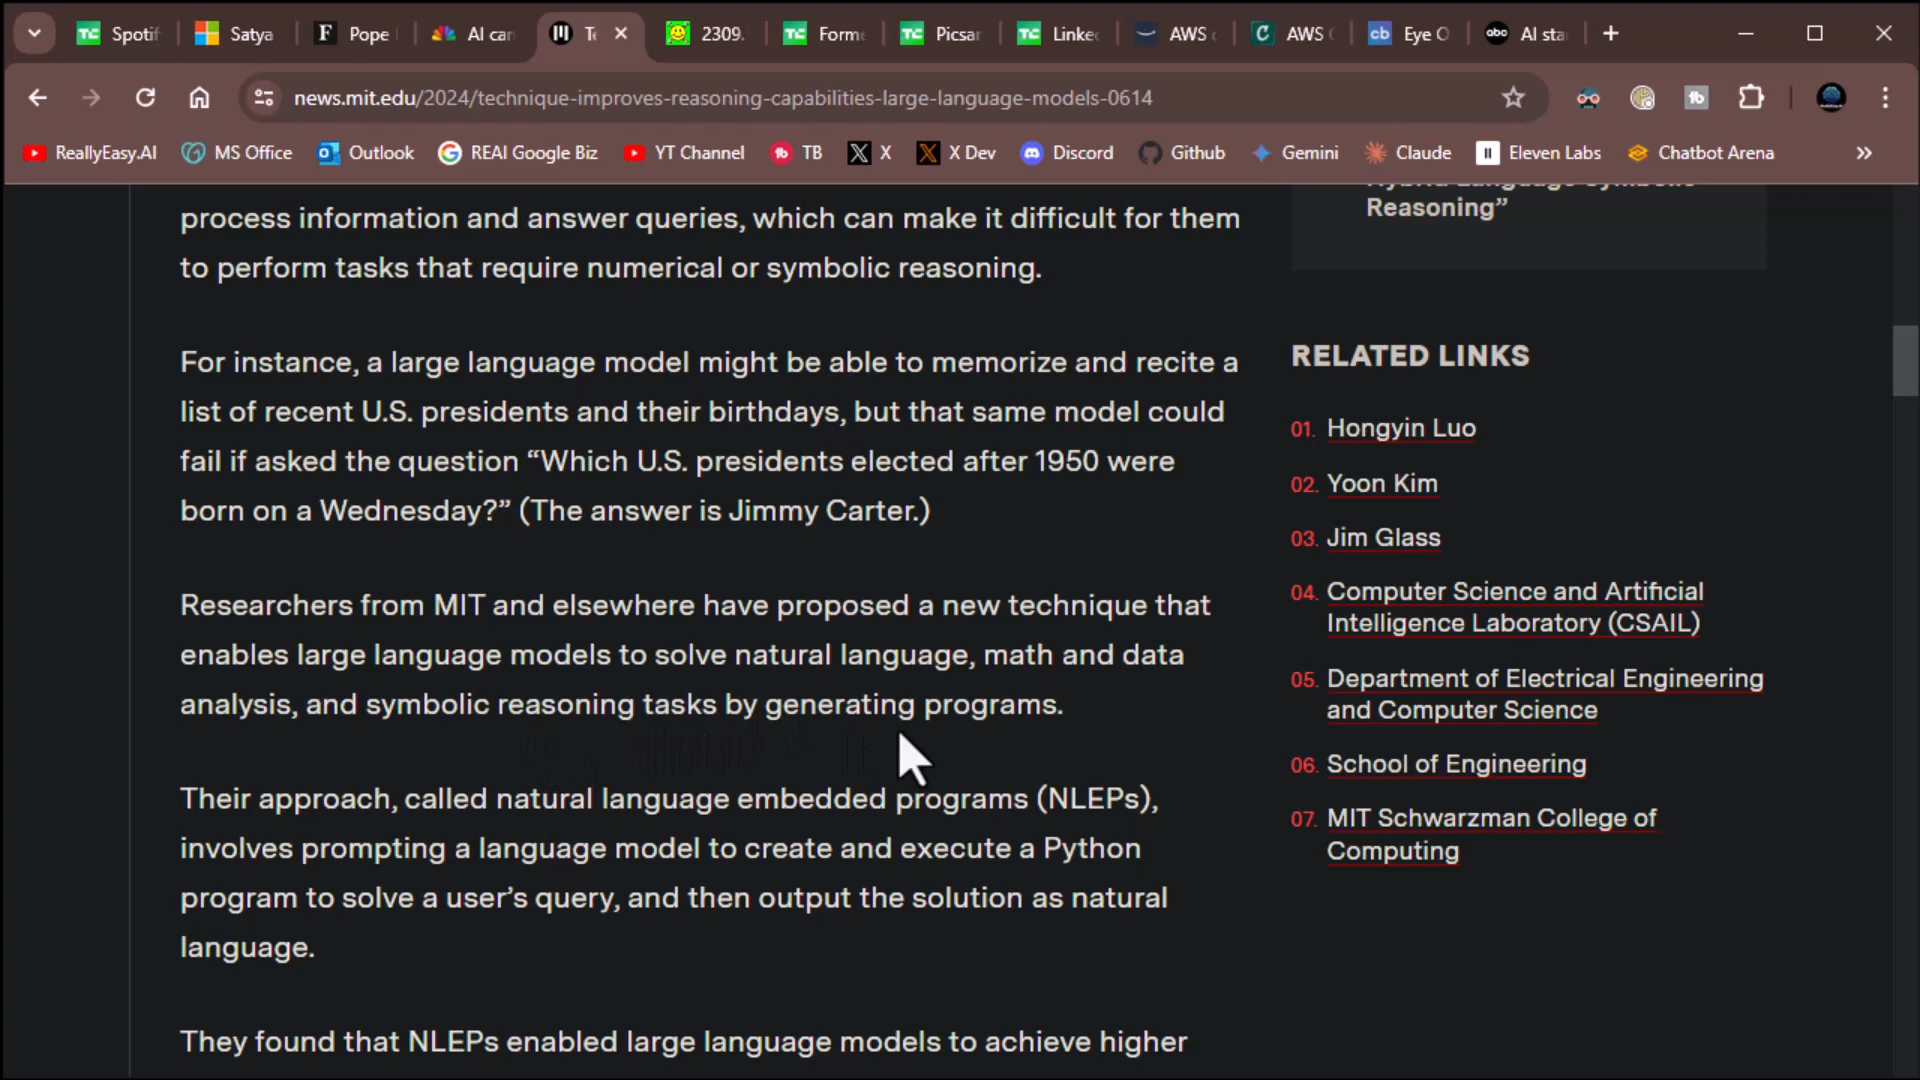 Spotif
Satya
Pope
AI can
Te
2309.
Forme
Picsar
Linke
AWS
AWS
Eye O
AI sta
news.mit.edu/2024/technique-improves-reasoning-capabilities-large-language-models-0614
ReallyEasy.AI
MS Office
Outlook
REAI Google Biz
YT Channel
TB
X
X Dev
Discord
Github
Gemini
Claude
Eleven Labs
Chatbot Arena
process information and answer queries, which can make it difficult for them
to perform tasks that require numerical or symbolic reasoning.
For instance, a large language model might be able to memorize and recite a
list of recent U.S. presidents and their birthdays, but that same model could
fail if asked the question “Which U.S. presidents elected after 1950 were
born on a Wednesday?” (The answer is Jimmy Carter.)
Researchers from MIT and elsewhere have proposed a new technique that
enables large language models to solve natural language, math and data
analysis, and symbolic reasoning tasks by generating programs.
Their approach, called natural language embedded programs (NLEPs),
involves prompting a language model to create and execute a Python
program to solve a user’s query, and then output the solution as natural
language.
They found that NLEPs enabled large language models to achieve higher
Hybrid Language Symbolic
Reasoning”
RELATED LINKS
01. Hongyin Luo
02. Yoon Kim
03. Jim Glass
04. Computer Science and Artificial
Intelligence Laboratory (CSAIL)
05. Department of Electrical Engineering
and Computer Science
06. School of Engineering
07. MIT Schwarzman College of
Computing